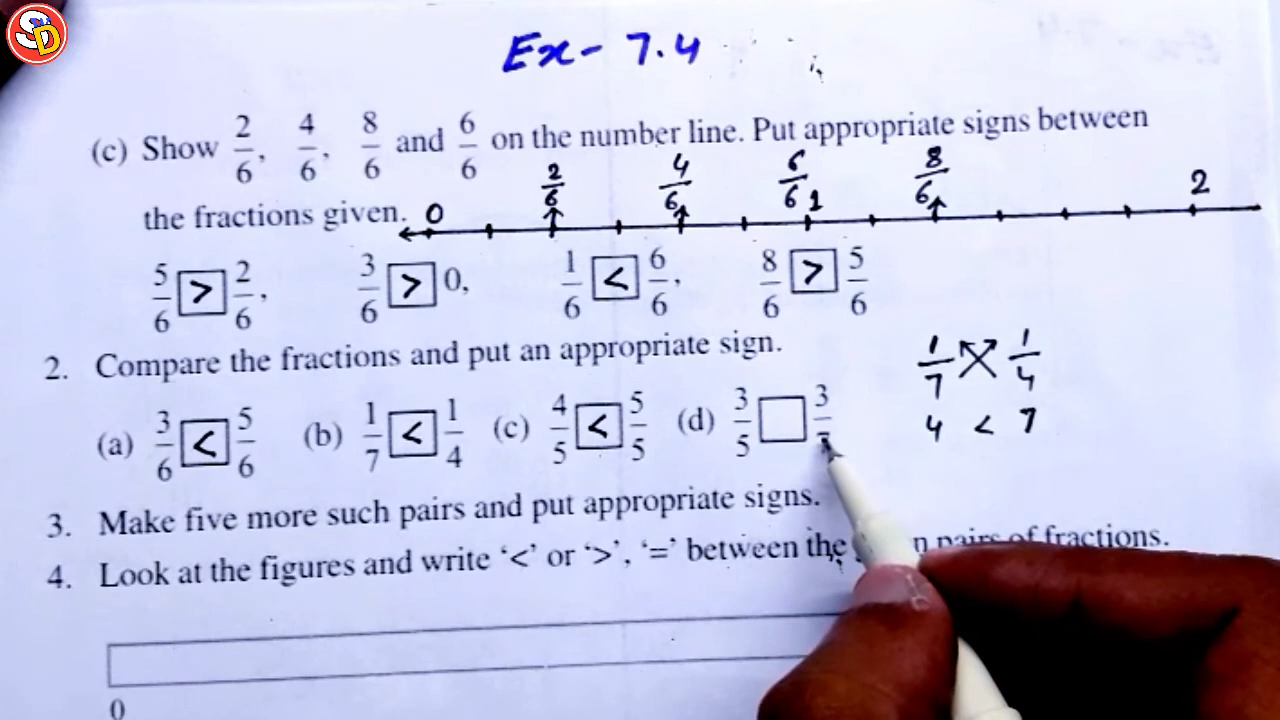 SD
Ex - 7.4
(c) Show 2/6, 4/6, 8/6 and 6/6 on the number line. Put appropriate signs between
2/6 4/6 6/6 8/6
the fractions given. 0 1 2
5/6 > 2/6, 3/6 > 0, 1/6 < 6/6, 8/6 > 5/6
2. Compare the fractions and put an appropriate sign.
1/7 1/4
(a) 3/6 < 5/6 (b) 1/7 < 1/4 (c) 4/5 < 5/5 (d) 3/5 □ 3/
4 < 7
3. Make five more such pairs and put appropriate signs.
4. Look at the figures and write ‘<’ or ‘>’, ‘=’ between the pairs of fractions.
0